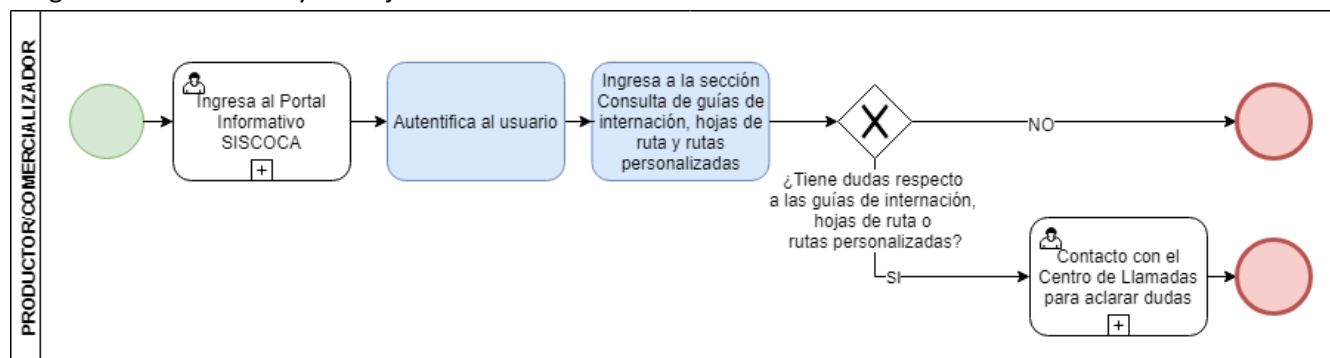 PRODUCTOR/COMERCIALIZADOR
Ingresa al Portal
Informativo
SISCOCA
Autentifica al usuario
Ingresa a la sección
Consulta de guías de
internación, hojas de
ruta y rutas
personalizadas
NO
¿Tiene dudas respecto
a las guías de internación,
hojas de ruta o
rutas personalizadas?
SI
Contacto con el
Centro de Llamadas
para aclarar dudas